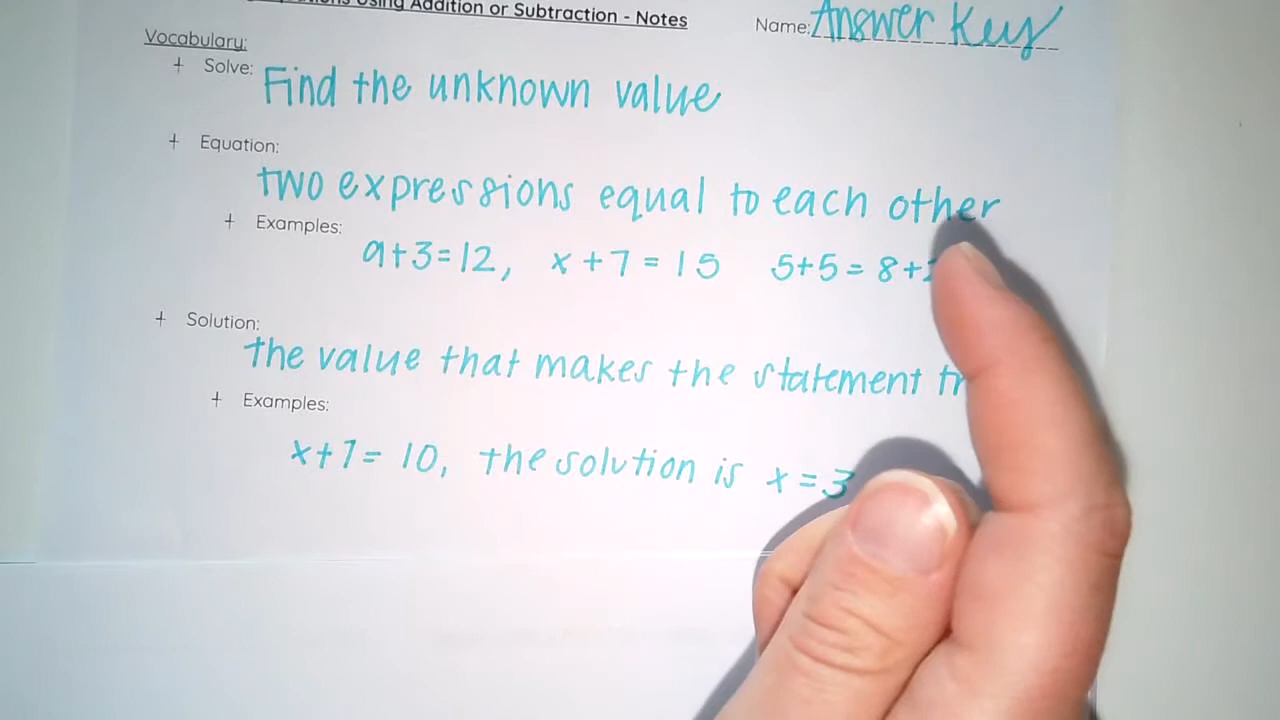 Using Addition or Subtraction - Notes
Name: Answer Key
Vocabulary:
+ Solve: Find the unknown value
+ Equation:
two expressions equal to each other
+ Examples:
a+3=12, x+7=15 5+5=8+
+ Solution:
the value that makes the statement
+ Examples:
x+7=10, the solution is x=3